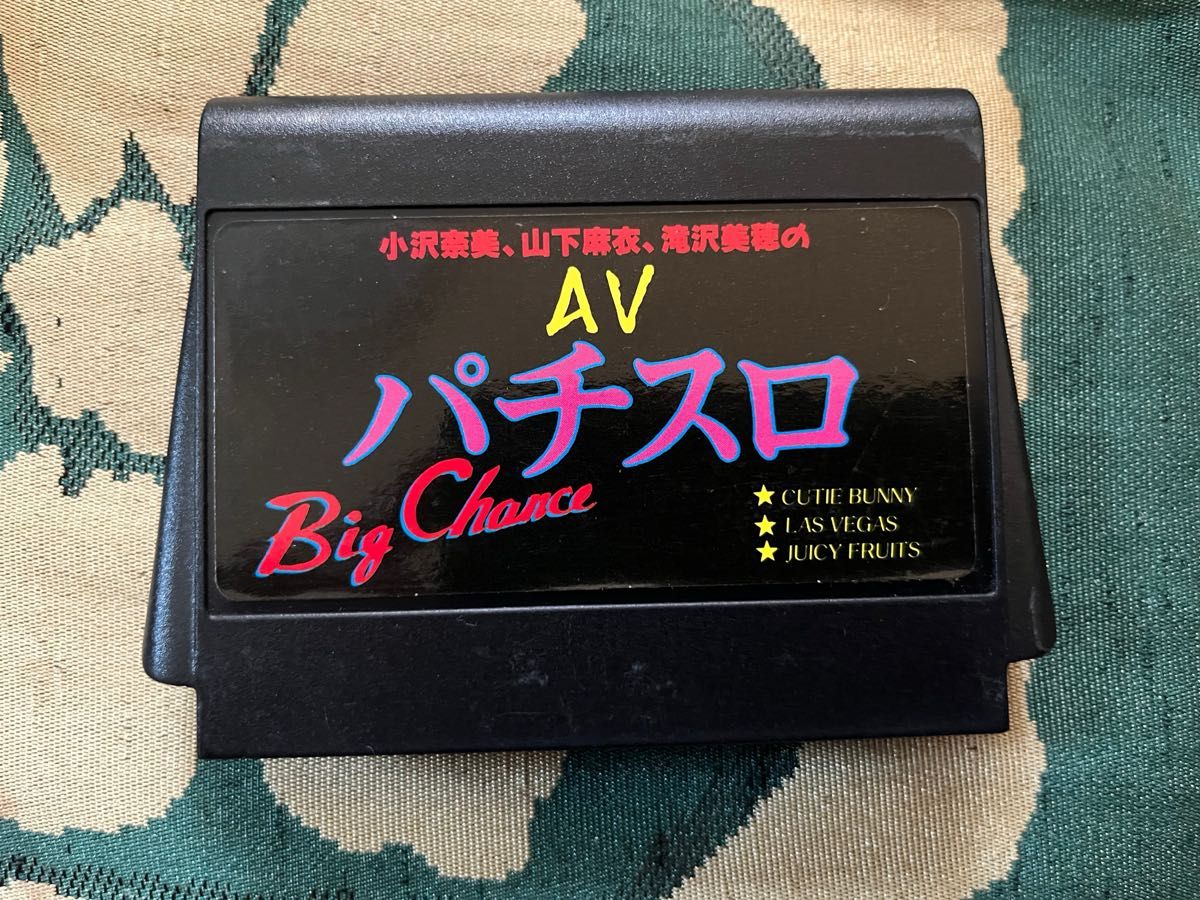 小沢奈美、山下麻衣、滝沢美穂の
AV
パチスロ
Big Chance
★ CUTIE BUNNY
★ LAS VEGAS
★ JUICY FRUITS